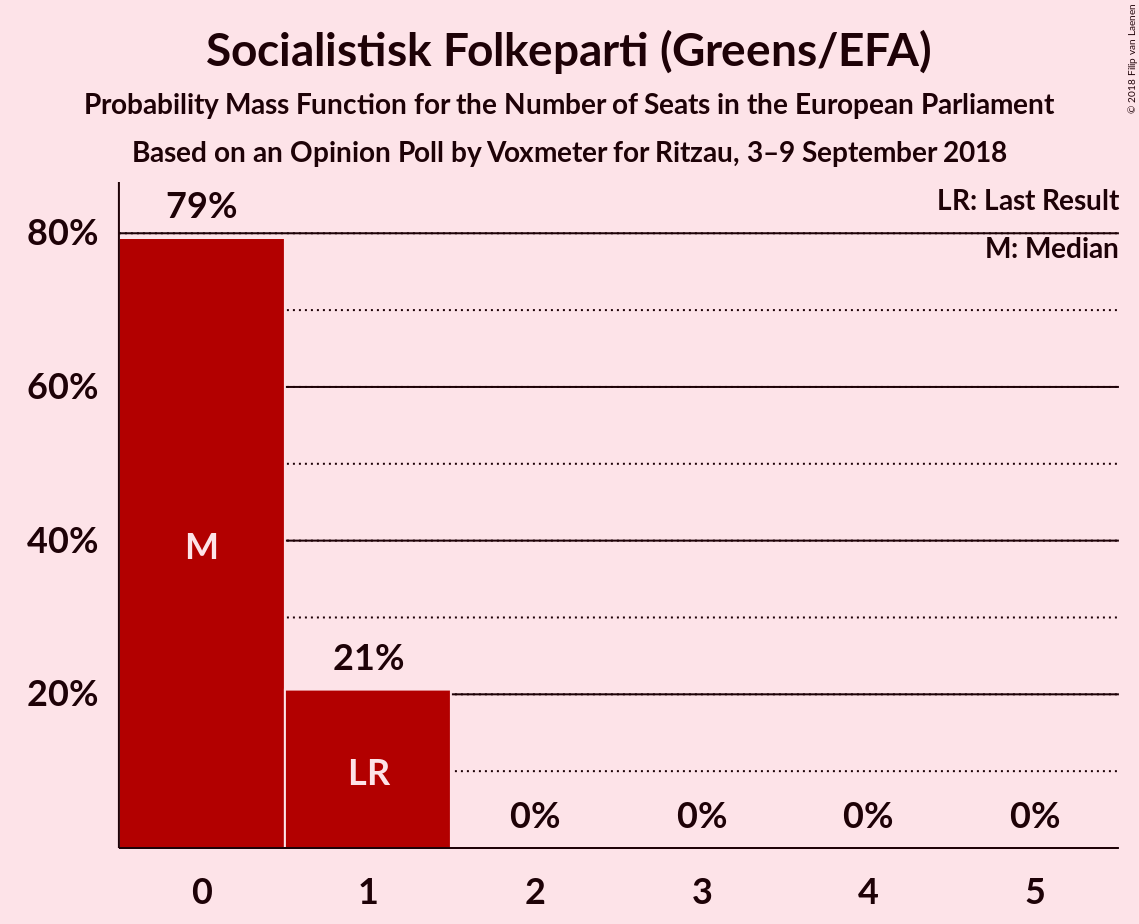 Socialistisk Folkeparti (Greens/EFA)
Probability Mass Function for the Number of Seats in the European Parliament
Based on an Opinion Poll by Voxmeter for Ritzau, 3–9 September 2018
© 2018 Filip van Laenen
LR: Last Result
M: Median
79%
80%
60%
40%
20%
M
21%
LR
0%
0%
0%
0%
0
1
2
3
4
5